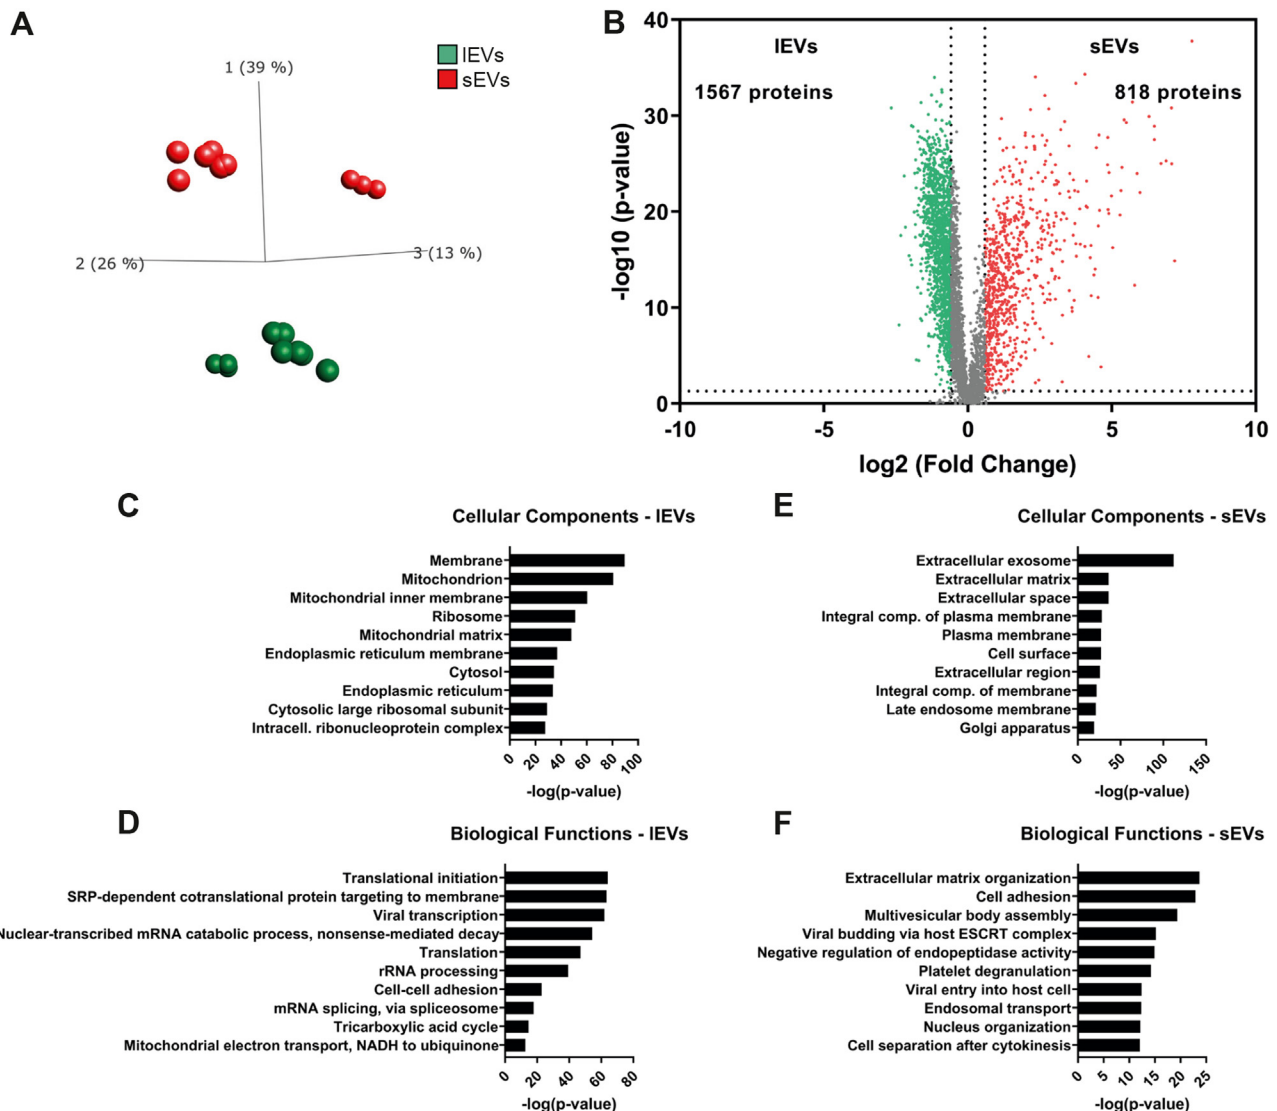 A
lEVs
sEVs
1 (39 %)
2 (26 %)
3 (13 %)
B
lEVs
sEVs
1567 proteins
818 proteins
-log10 (p-value)
40
30
20
10
0
-10
-5
0
5
10
log2 (Fold Change)
C
Cellular Components - lEVs
Membrane
Mitochondrion
Mitochondrial inner membrane
Ribosome
Mitochondrial matrix
Endoplasmic reticulum membrane
Cytosol
Endoplasmic reticulum
Cytosolic large ribosomal subunit
Intracell. ribonucleoprotein complex
0 20 40 60 80 100
-log(p-value)
E
Cellular Components - sEVs
Extracellular exosome
Extracellular matrix
Extracellular space
Integral comp. of plasma membrane
Plasma membrane
Cell surface
Extracellular region
Integral comp. of membrane
Late endosome membrane
Golgi apparatus
0 50 100 150
-log(p-value)
D
Biological Functions - lEVs
Translational initiation
SRP-dependent cotranslational protein targeting to membrane
Viral transcription
Nuclear-transcribed mRNA catabolic process, nonsense-mediated decay
Translation
rRNA processing
Cell-cell adhesion
mRNA splicing, via spliceosome
Tricarboxylic acid cycle
Mitochondrial electron transport, NADH to ubiquinone
0 20 40 60 80
-log(p-value)
F
Biological Functions - sEVs
Extracellular matrix organization
Cell adhesion
Multivesicular body assembly
Viral budding via host ESCRT complex
Negative regulation of endopeptidase activity
Platelet degranulation
Viral entry into host cell
Endosomal transport
Nucleus organization
Cell separation after cytokinesis
0 5 10 15 20 25
-log(p-value)